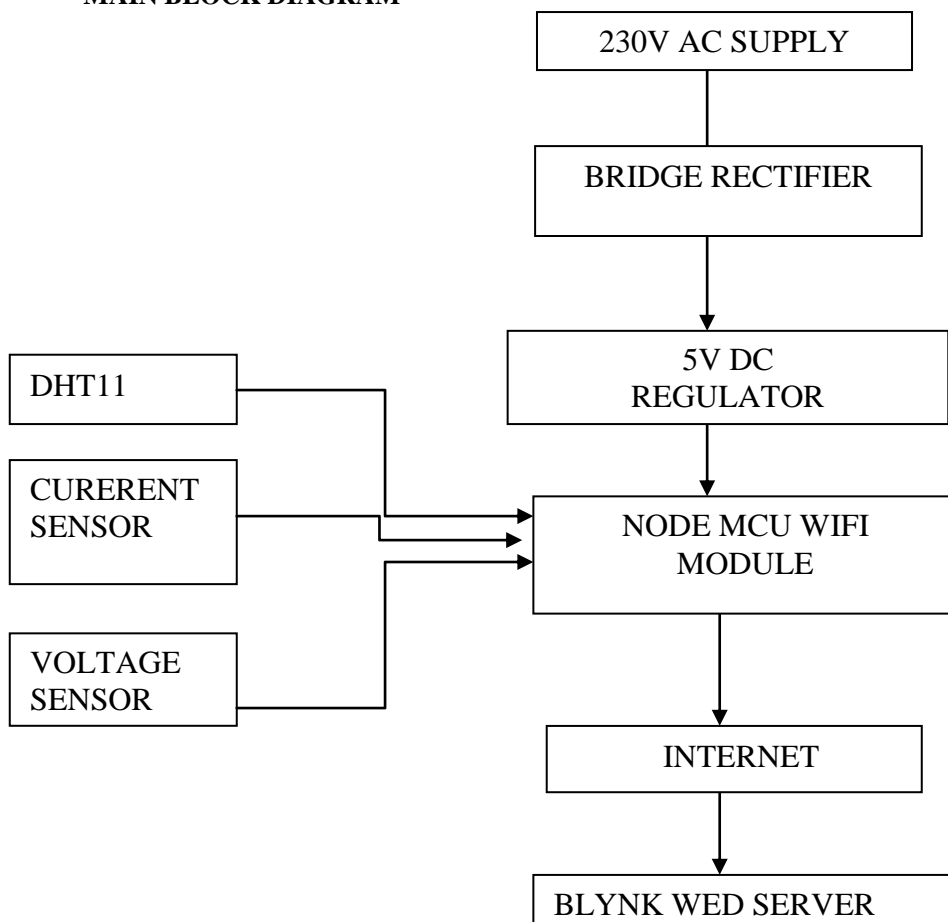 MAIN BLOCK DIAGRAM
230V AC SUPPLY
BRIDGE RECTIFIER
5V DC
REGULATOR
DHT11
CURERENT
SENSOR
NODE MCU WIFI
MODULE
VOLTAGE
SENSOR
INTERNET
BLYNK WED SERVER